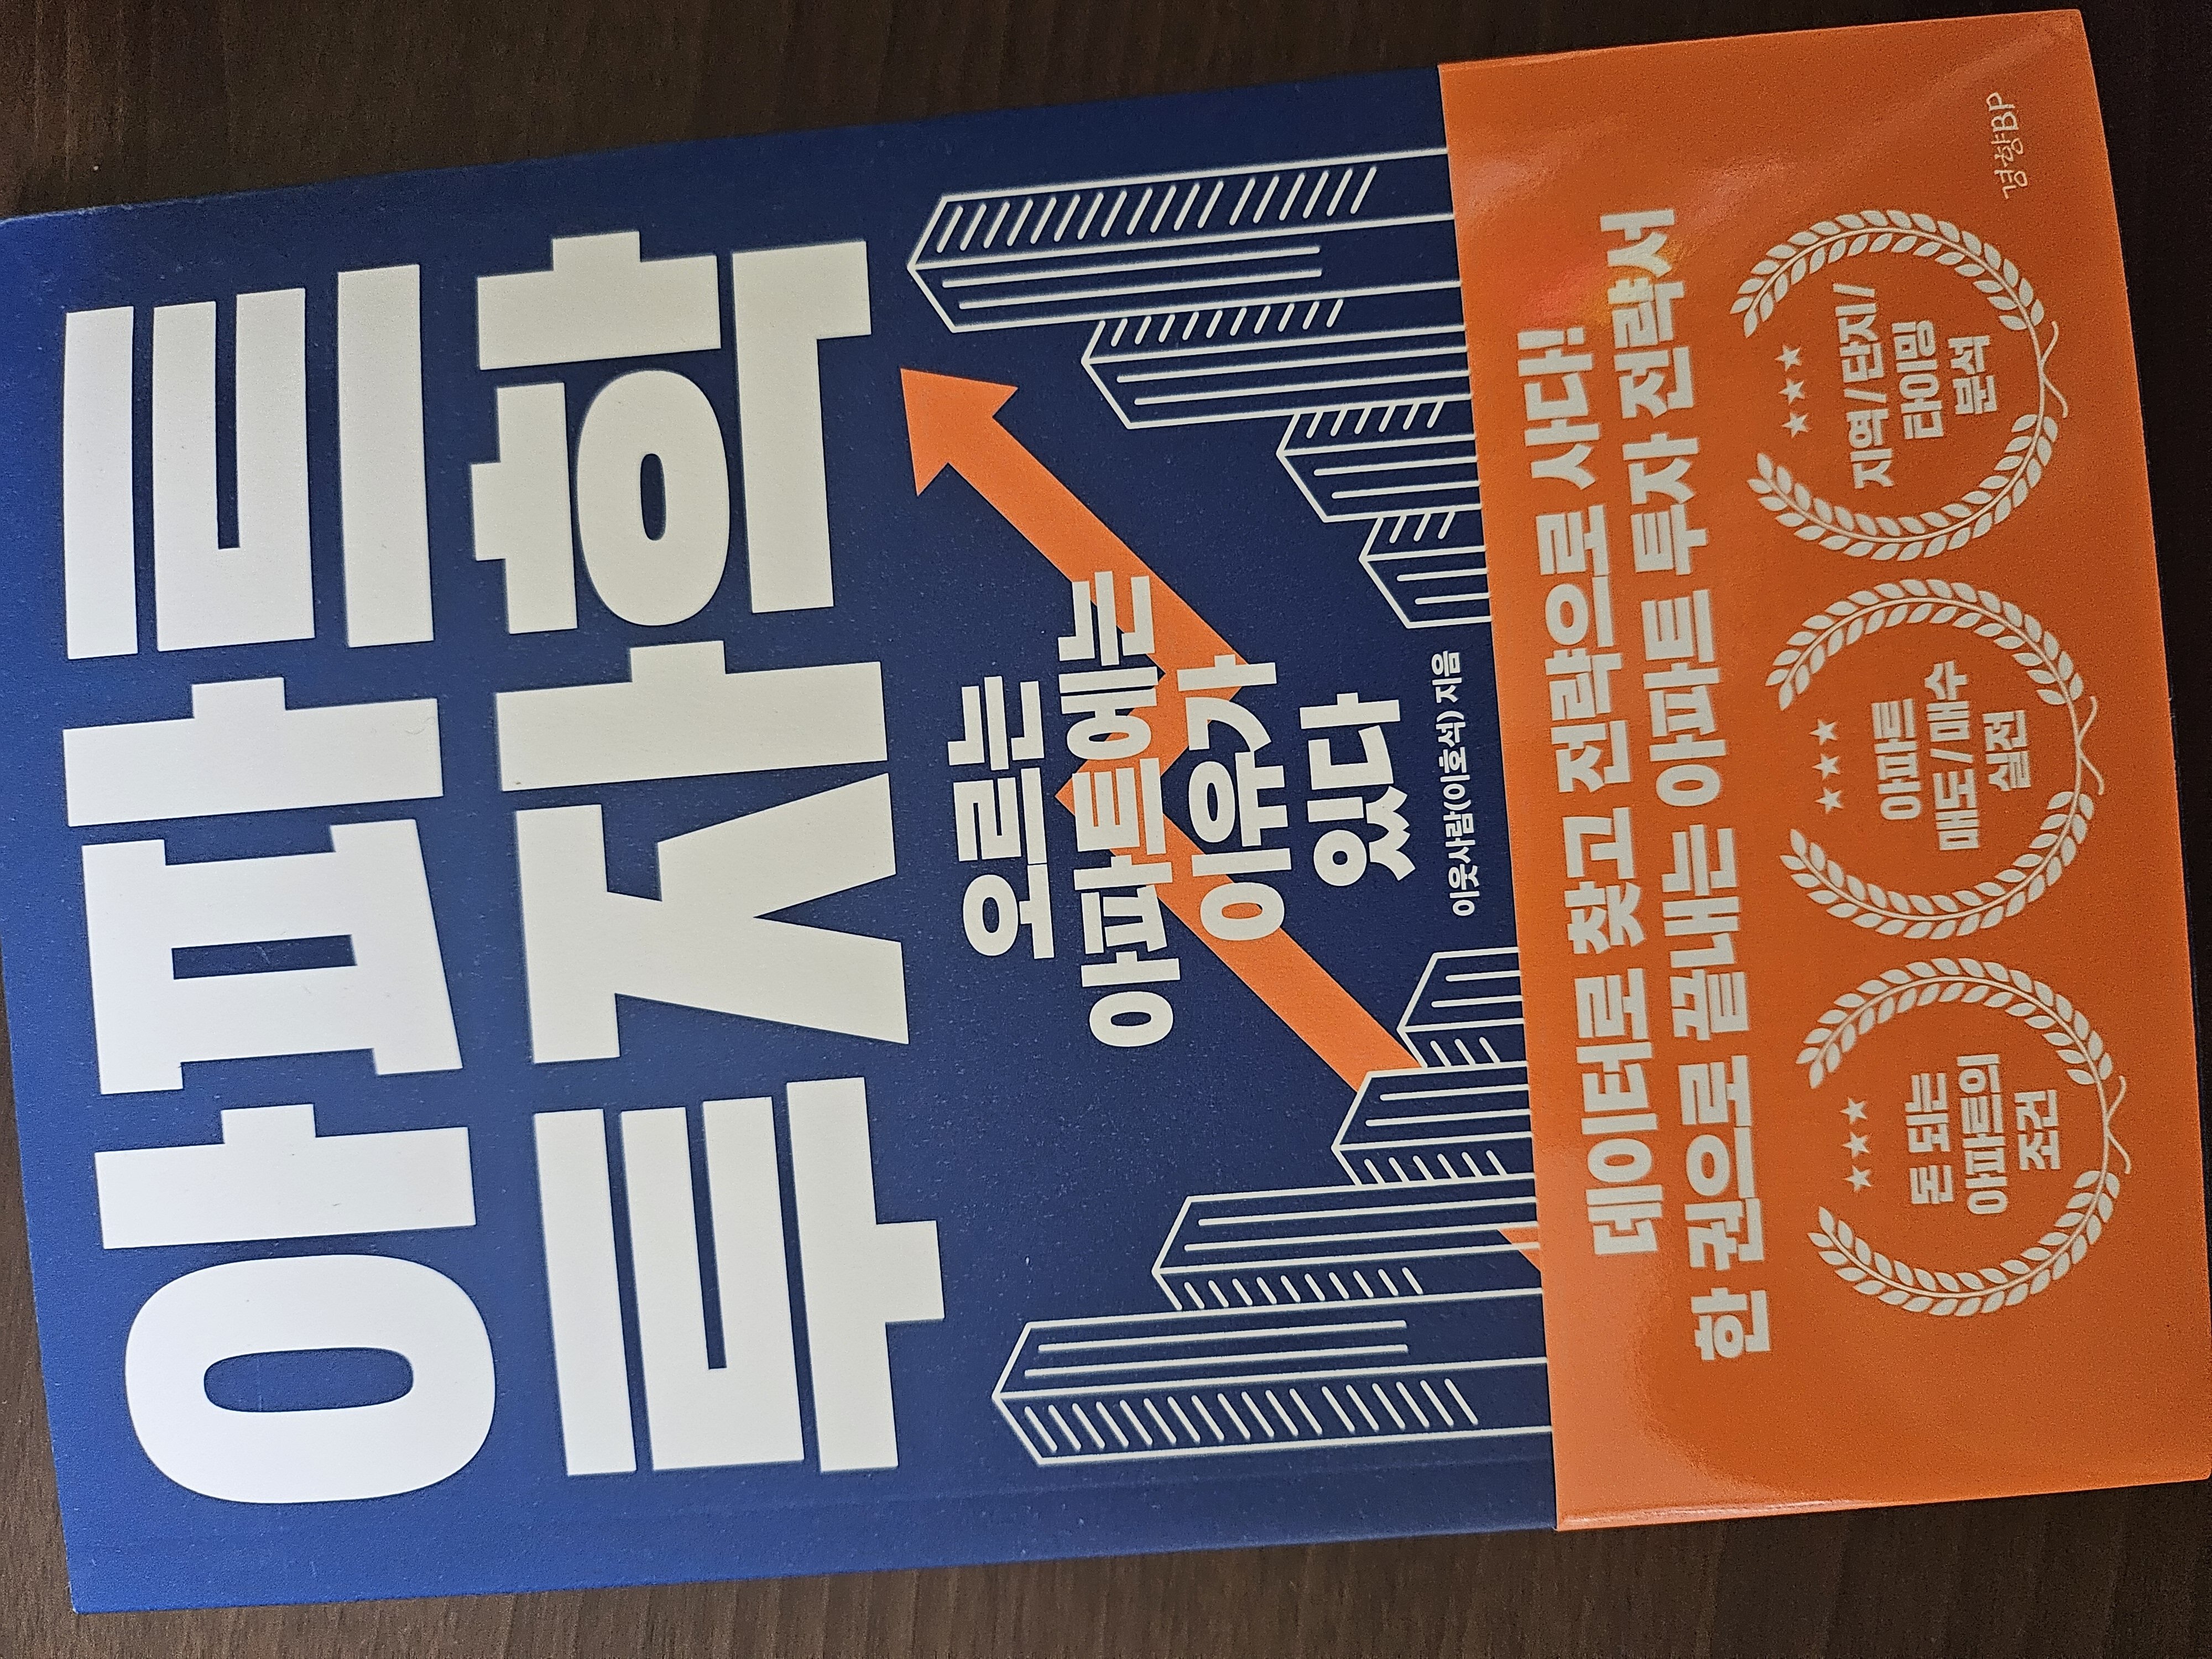 아파트
투자학
오르는
아파트에는
이유가
있다
이웃사람(이호석) 지음
데이터로 찾고 전략으로 사다!
한 권으로 끝내는 아파트 투자 전략서
★★★
돈 되는
아파트의
조건
★★★
아파트
매도/매수
실전
★★★
지역/단지/
타이밍
분석
경향BP